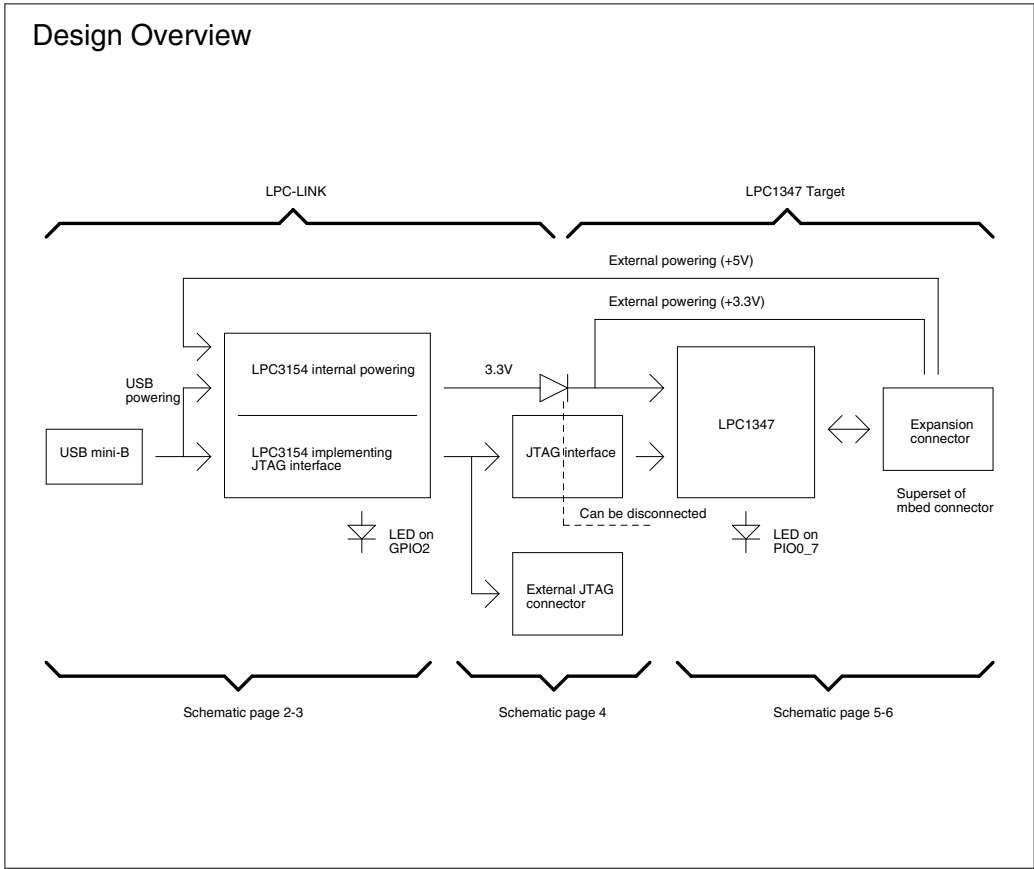 Design Overview
LPC-LINK
LPC1347 Target
External powering (+5V)
External powering (+3.3V)
USB
powering
LPC3154 internal powering
3.3V
USB mini-B
LPC3154 implementing
JTAG interface
JTAG interface
LPC1347
Expansion
connector
Can be disconnected
Superset of
mbed connector
LED on
GPIO2
LED on
PIO0_7
External JTAG
connector
Schematic page 2-3
Schematic page 4
Schematic page 5-6